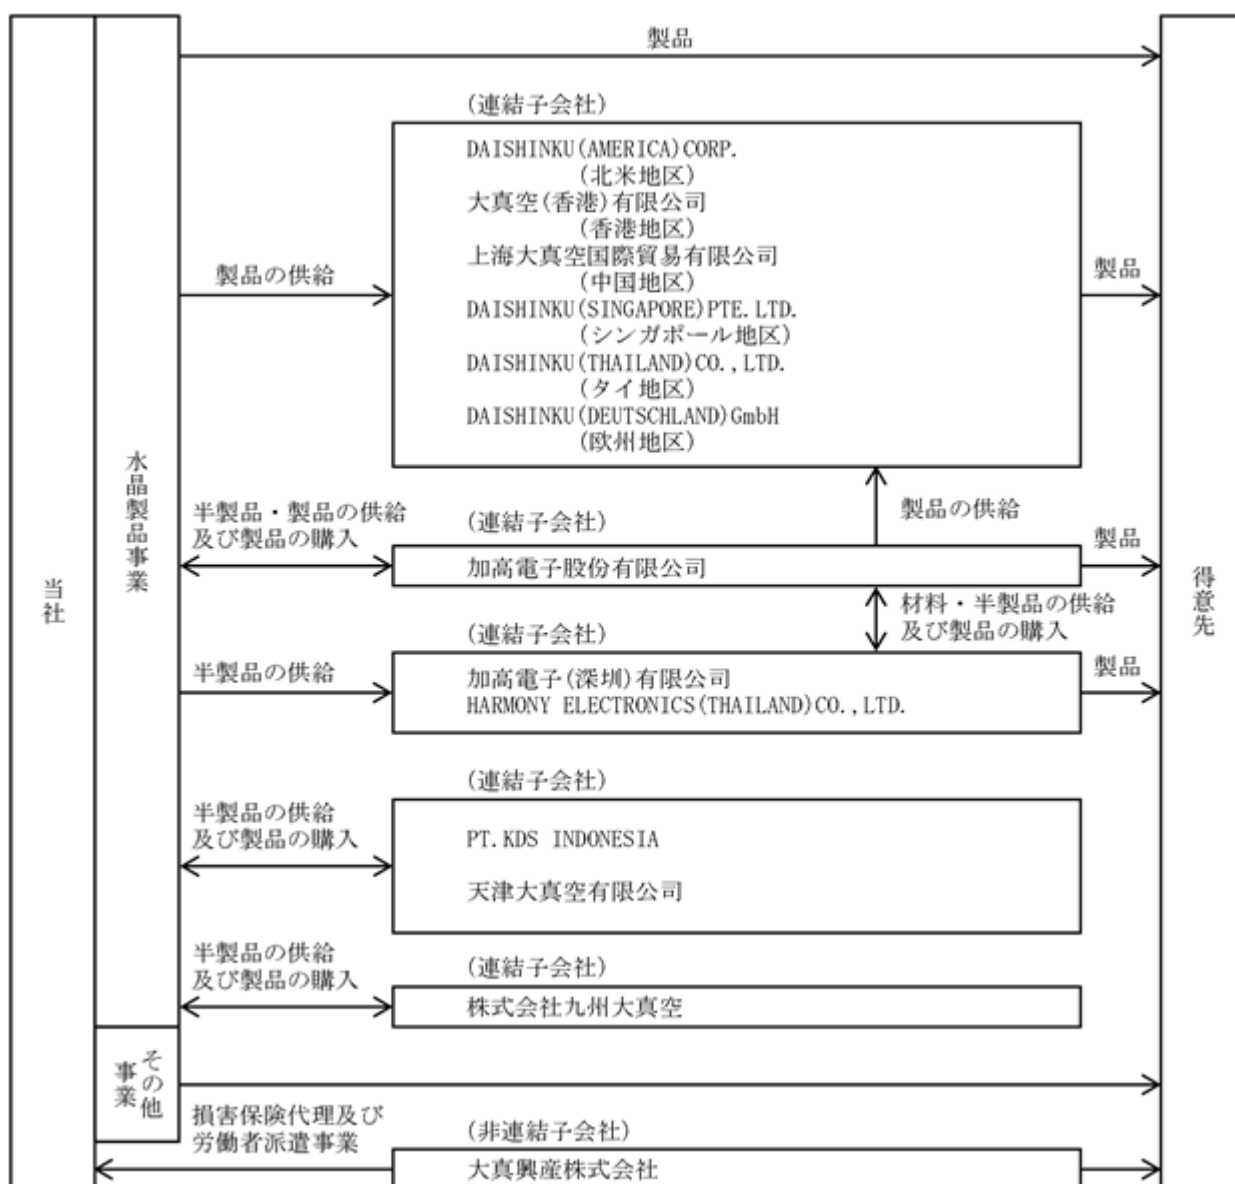 製品
(連結子会社)
DAISHINKU(AMERICA)CORP.
(北米地区)
大真空(香港)有限公司
(香港地区)
上海大真空国際貿易有限公司
(中国地区)
DAISHINKU(SINGAPORE)PTE.LTD.
(シンガポール地区)
DAISHINKU(THAILAND)CO.,LTD.
(タイ地区)
DAISHINKU(DEUTSCHLAND)GmbH
(欧州地区)
製品の供給
製品
水晶製品事業
当社
得意先
半製品・製品の供給
及び製品の購入
(連結子会社)
加高電子股份有限公司
製品の供給
製品
材料・半製品の供給
及び製品の購入
(連結子会社)
半製品の供給
加高電子(深圳)有限公司
HARMONY ELECTRONICS(THAILAND)CO.,LTD.
製品
(連結子会社)
半製品の供給
及び製品の購入
PT.KDS INDONESIA
天津大真空有限公司
半製品の供給
及び製品の購入
(連結子会社)
株式会社九州大真空
その他
事業
損害保険代理及び
労働者派遣事業
(非連結子会社)
大真興産株式会社